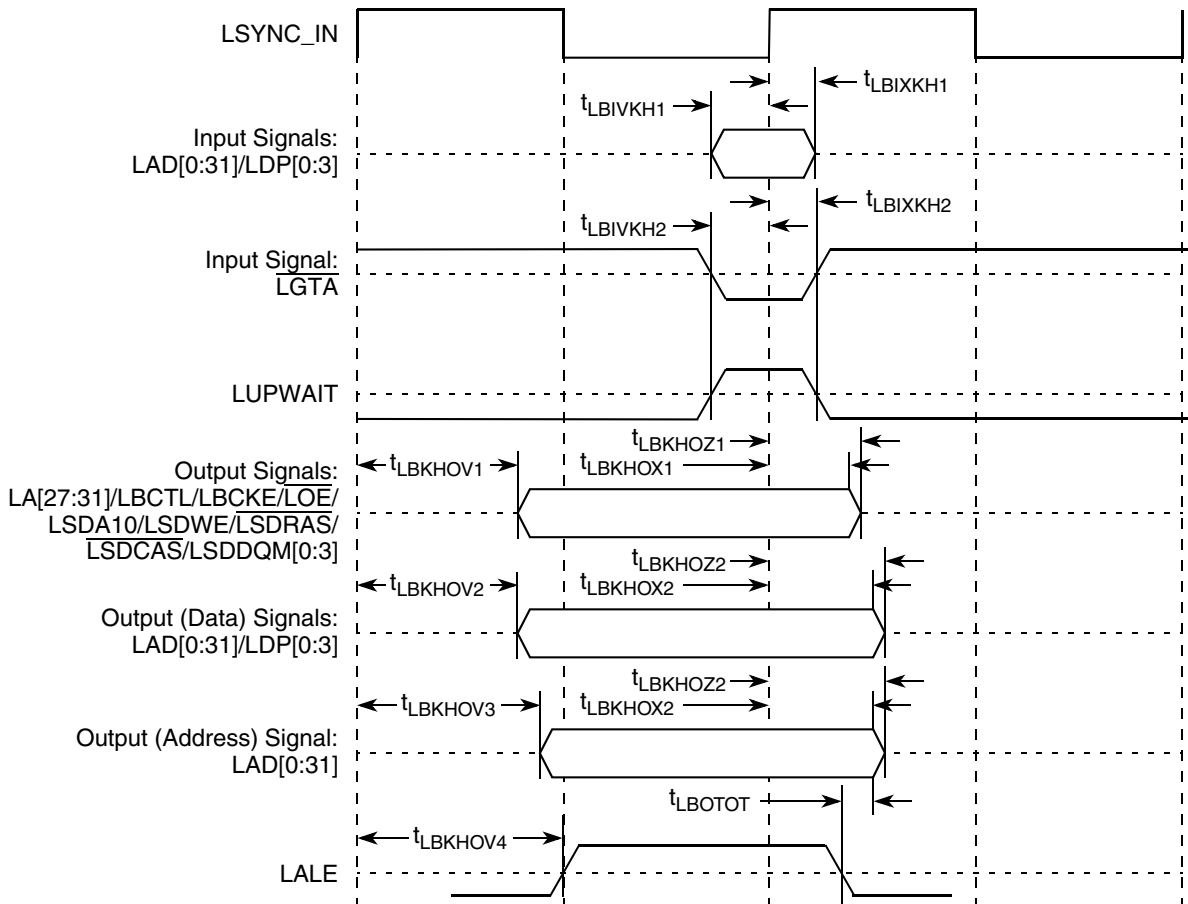 LSYNC_IN
tLBIXKH1
tLBIVKH1
Input Signals:
LAD[0:31]/LDP[0:3]
tLBIXKH2
tLBIVKH2
Input Signal:
LGTA
LUPWAIT
tLBKHOZ1
tLBKHOV1
tLBKHOX1
Output Signals:
LA[27:31]/LBCTL/LBCKE/LOE/
LSDA10/LSDWE/LSDRAS/
LSDCAS/LSDDQM[0:3]
tLBKHOZ2
tLBKHOV2
tLBKHOX2
Output (Data) Signals:
LAD[0:31]/LDP[0:3]
tLBKHOZ2
tLBKHOV3
tLBKHOX2
Output (Address) Signal:
LAD[0:31]
tLBOTOT
tLBKHOV4
LALE